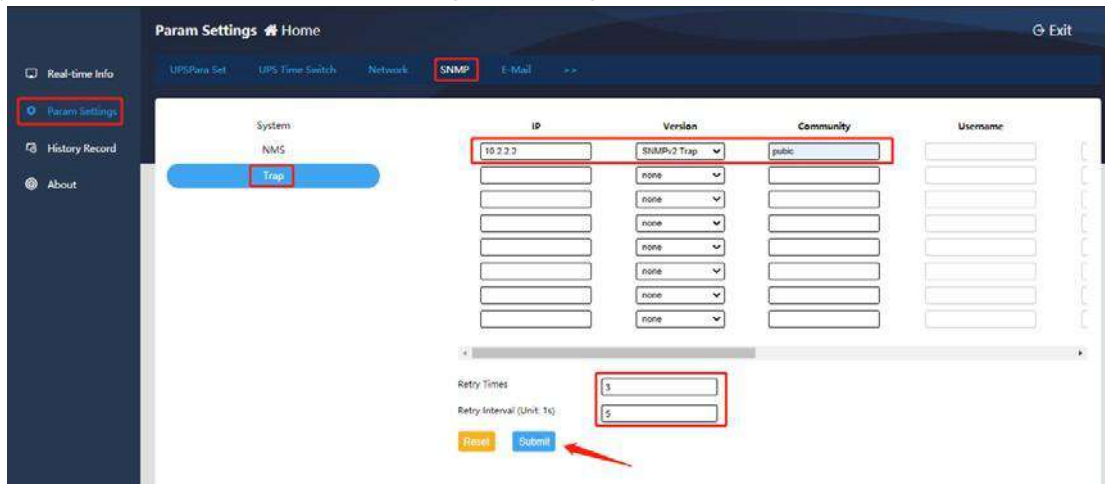 Param Settings Home
Exit
UPSPara Set UPS Time Switch Network SNMP E-Mail >>
Real-time Info
Param Settings
History Record
About
System
NMS
Trap
IP Version Community Username
10.2.2.2 SNMPv2 Trap pubic
none
none
none
none
none
none
none
Retry Times 3
Retry Interval (Unit: 1s) 5
Reset Submit